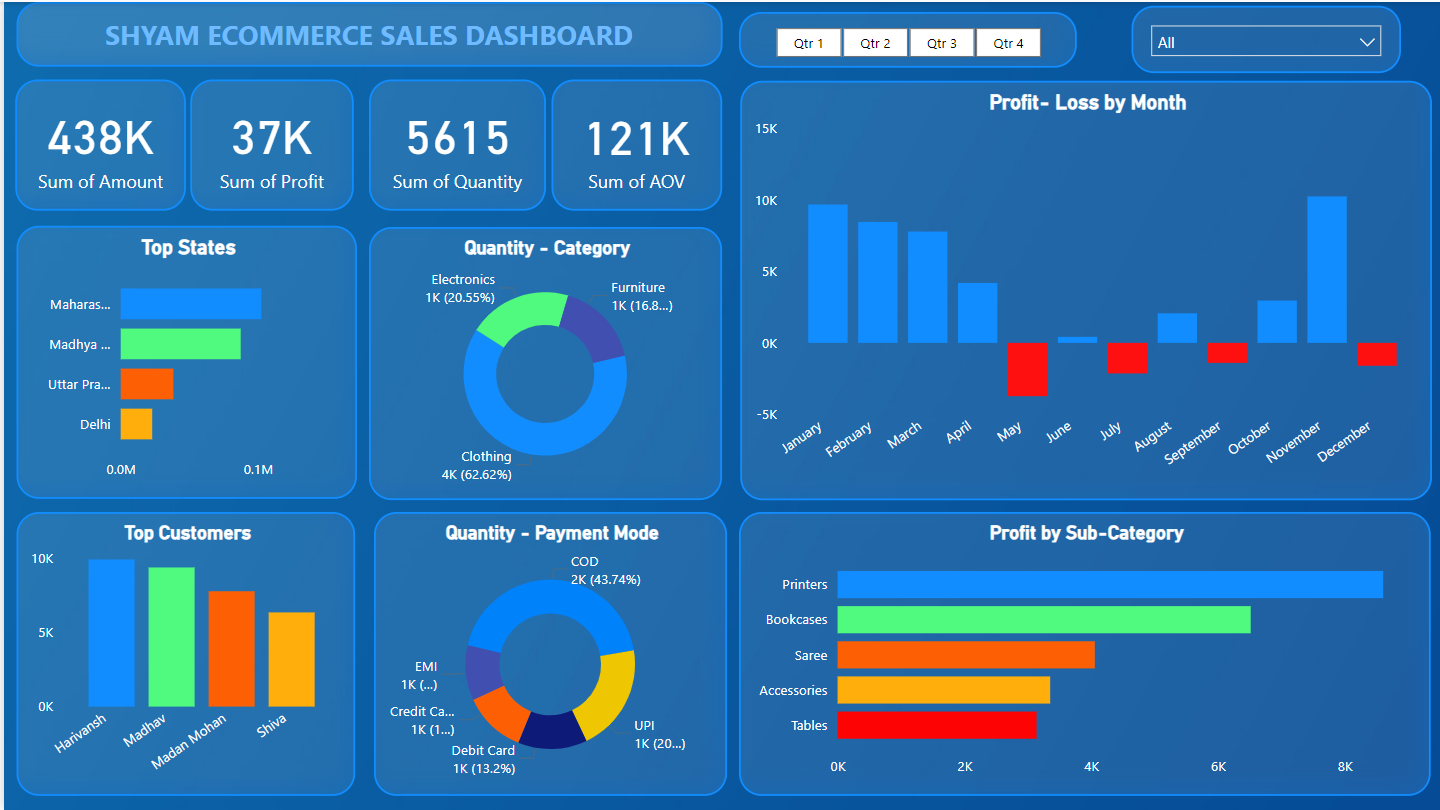 SHYAM ECOMMERCE SALES DASHBOARD
Qtr 1 Qtr 2 Qtr 3 Qtr 4
All
438K
Sum of Amount
37K
Sum of Profit
5615
Sum of Quantity
121K
Sum of AOV
Profit- Loss by Month
15K
10K
5K
0K
-5K
January February March April May June July August September October November December
Top States
Maharas...
Madhya ...
Uttar Pra...
Delhi
0.0M 0.1M
Quantity - Category
Electronics
1K (20.55%)
Furniture
1K (16.8...)
Clothing
4K (62.62%)
Top Customers
10K
5K
0K
Harivansh Madhav Madan Mohan Shiva
Quantity - Payment Mode
COD
2K (43.74%)
EMI
1K (...)
Credit Ca...
1K (1...)
Debit Card
1K (13.2%)
UPI
1K (20...)
Profit by Sub-Category
Printers
Bookcases
Saree
Accessories
Tables
0K 2K 4K 6K 8K